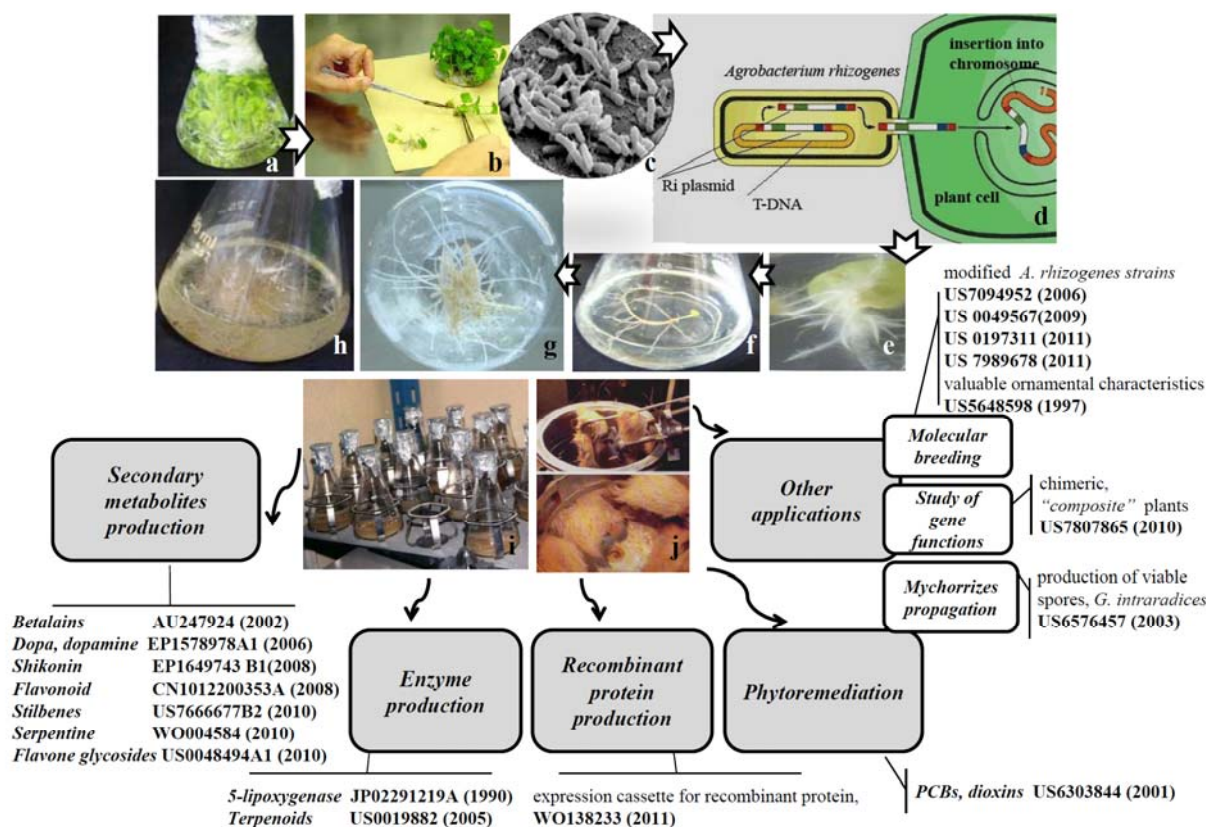 a
b
c
Agrobacterium rhizogenes
insertion into
chromosome
Ri plasmid
T-DNA
plant cell
d
h
g
f
e
modified A. rhizogenes strains
US7094952 (2006)
US 0049567(2009)
US 0197311 (2011)
US 7989678 (2011)
valuable ornamental characteristics
US5648598 (1997)
i
j
Secondary
metabolites
production
Other
applications
Molecular
breeding
Study of
gene
functions
chimeric,
“composite” plants
US7807865 (2010)
Mychorrizes
propagation
production of viable
spores, G. intraradices
US6576457 (2003)
Betalains AU247924 (2002)
Dopa, dopamine EP1578978A1 (2006)
Shikonin EP1649743 B1(2008)
Flavonoid CN1012200353A (2008)
Stilbenes US7666677B2 (2010)
Serpentine WO004584 (2010)
Flavone glycosides US0048494A1 (2010)
Enzyme
production
Recombinant
protein
production
Phytoremediation
5-lipoxygenase JP02291219A (1990)
Terpenoids US0019882 (2005)
expression cassette for recombinant protein,
WO138233 (2011)
PCBs, dioxins US6303844 (2001)